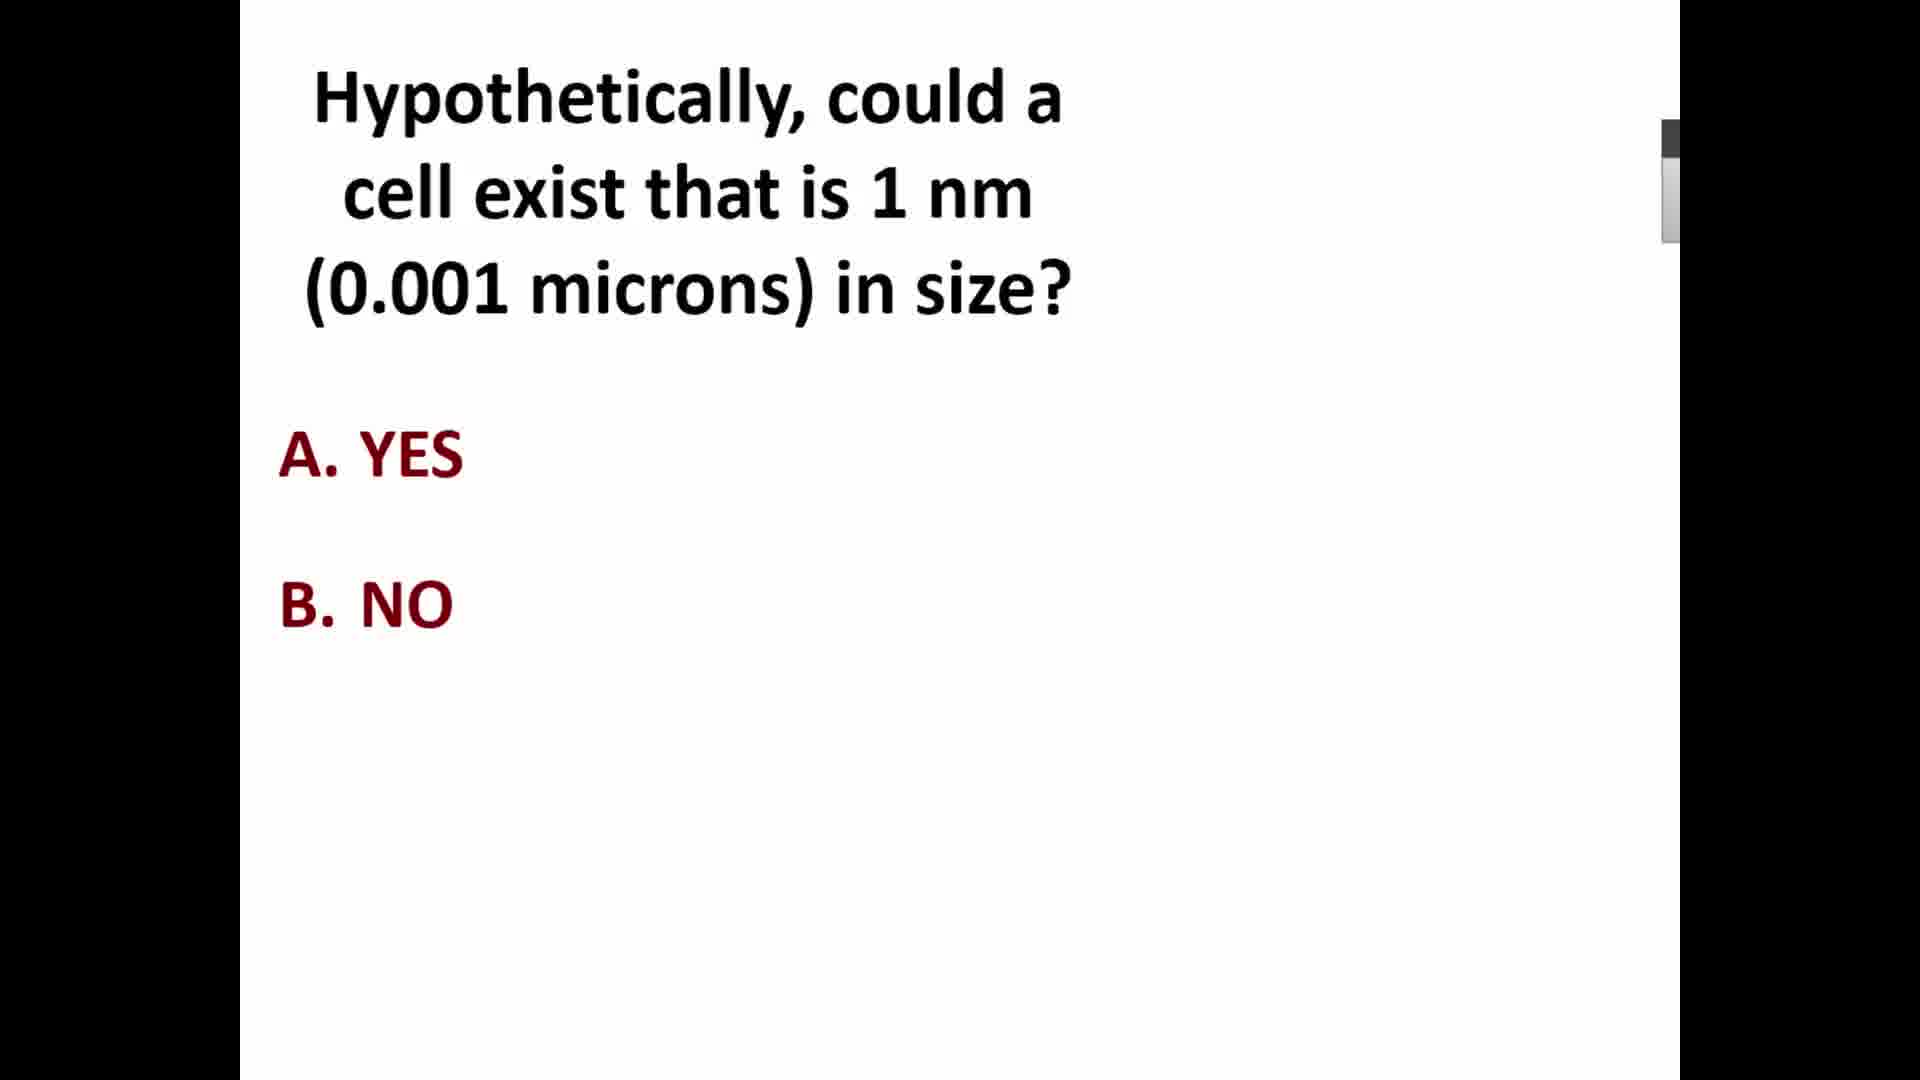 Hypothetically, could a
cell exist that is 1 nm
(0.001 microns) in size?
A. YES
B. NO